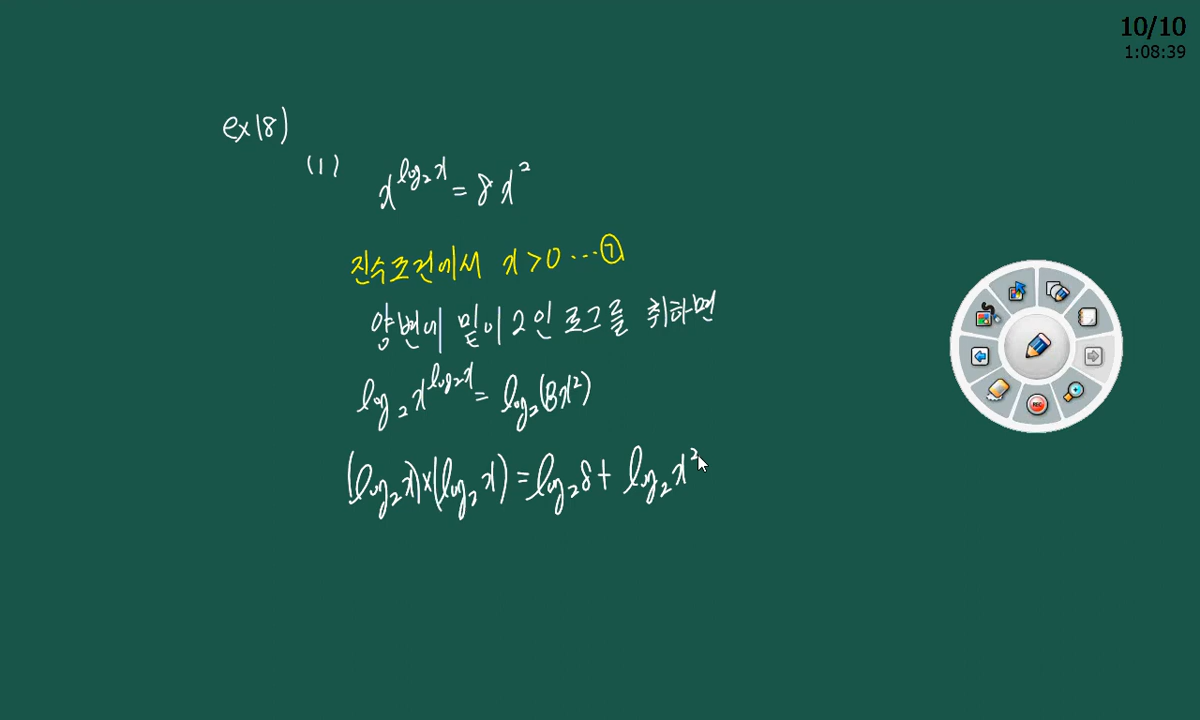 10/10
1:08:39
ex18)
(1)
x^{log₂x} = 8x²
진수조건에서 x>0 … ㉠
양변에 밑이 2인 로그를 취하면
log₂x^{log₂x} = log₂(8x²)
(log₂x)×(log₂x) = log₂8 + log₂x²
REC